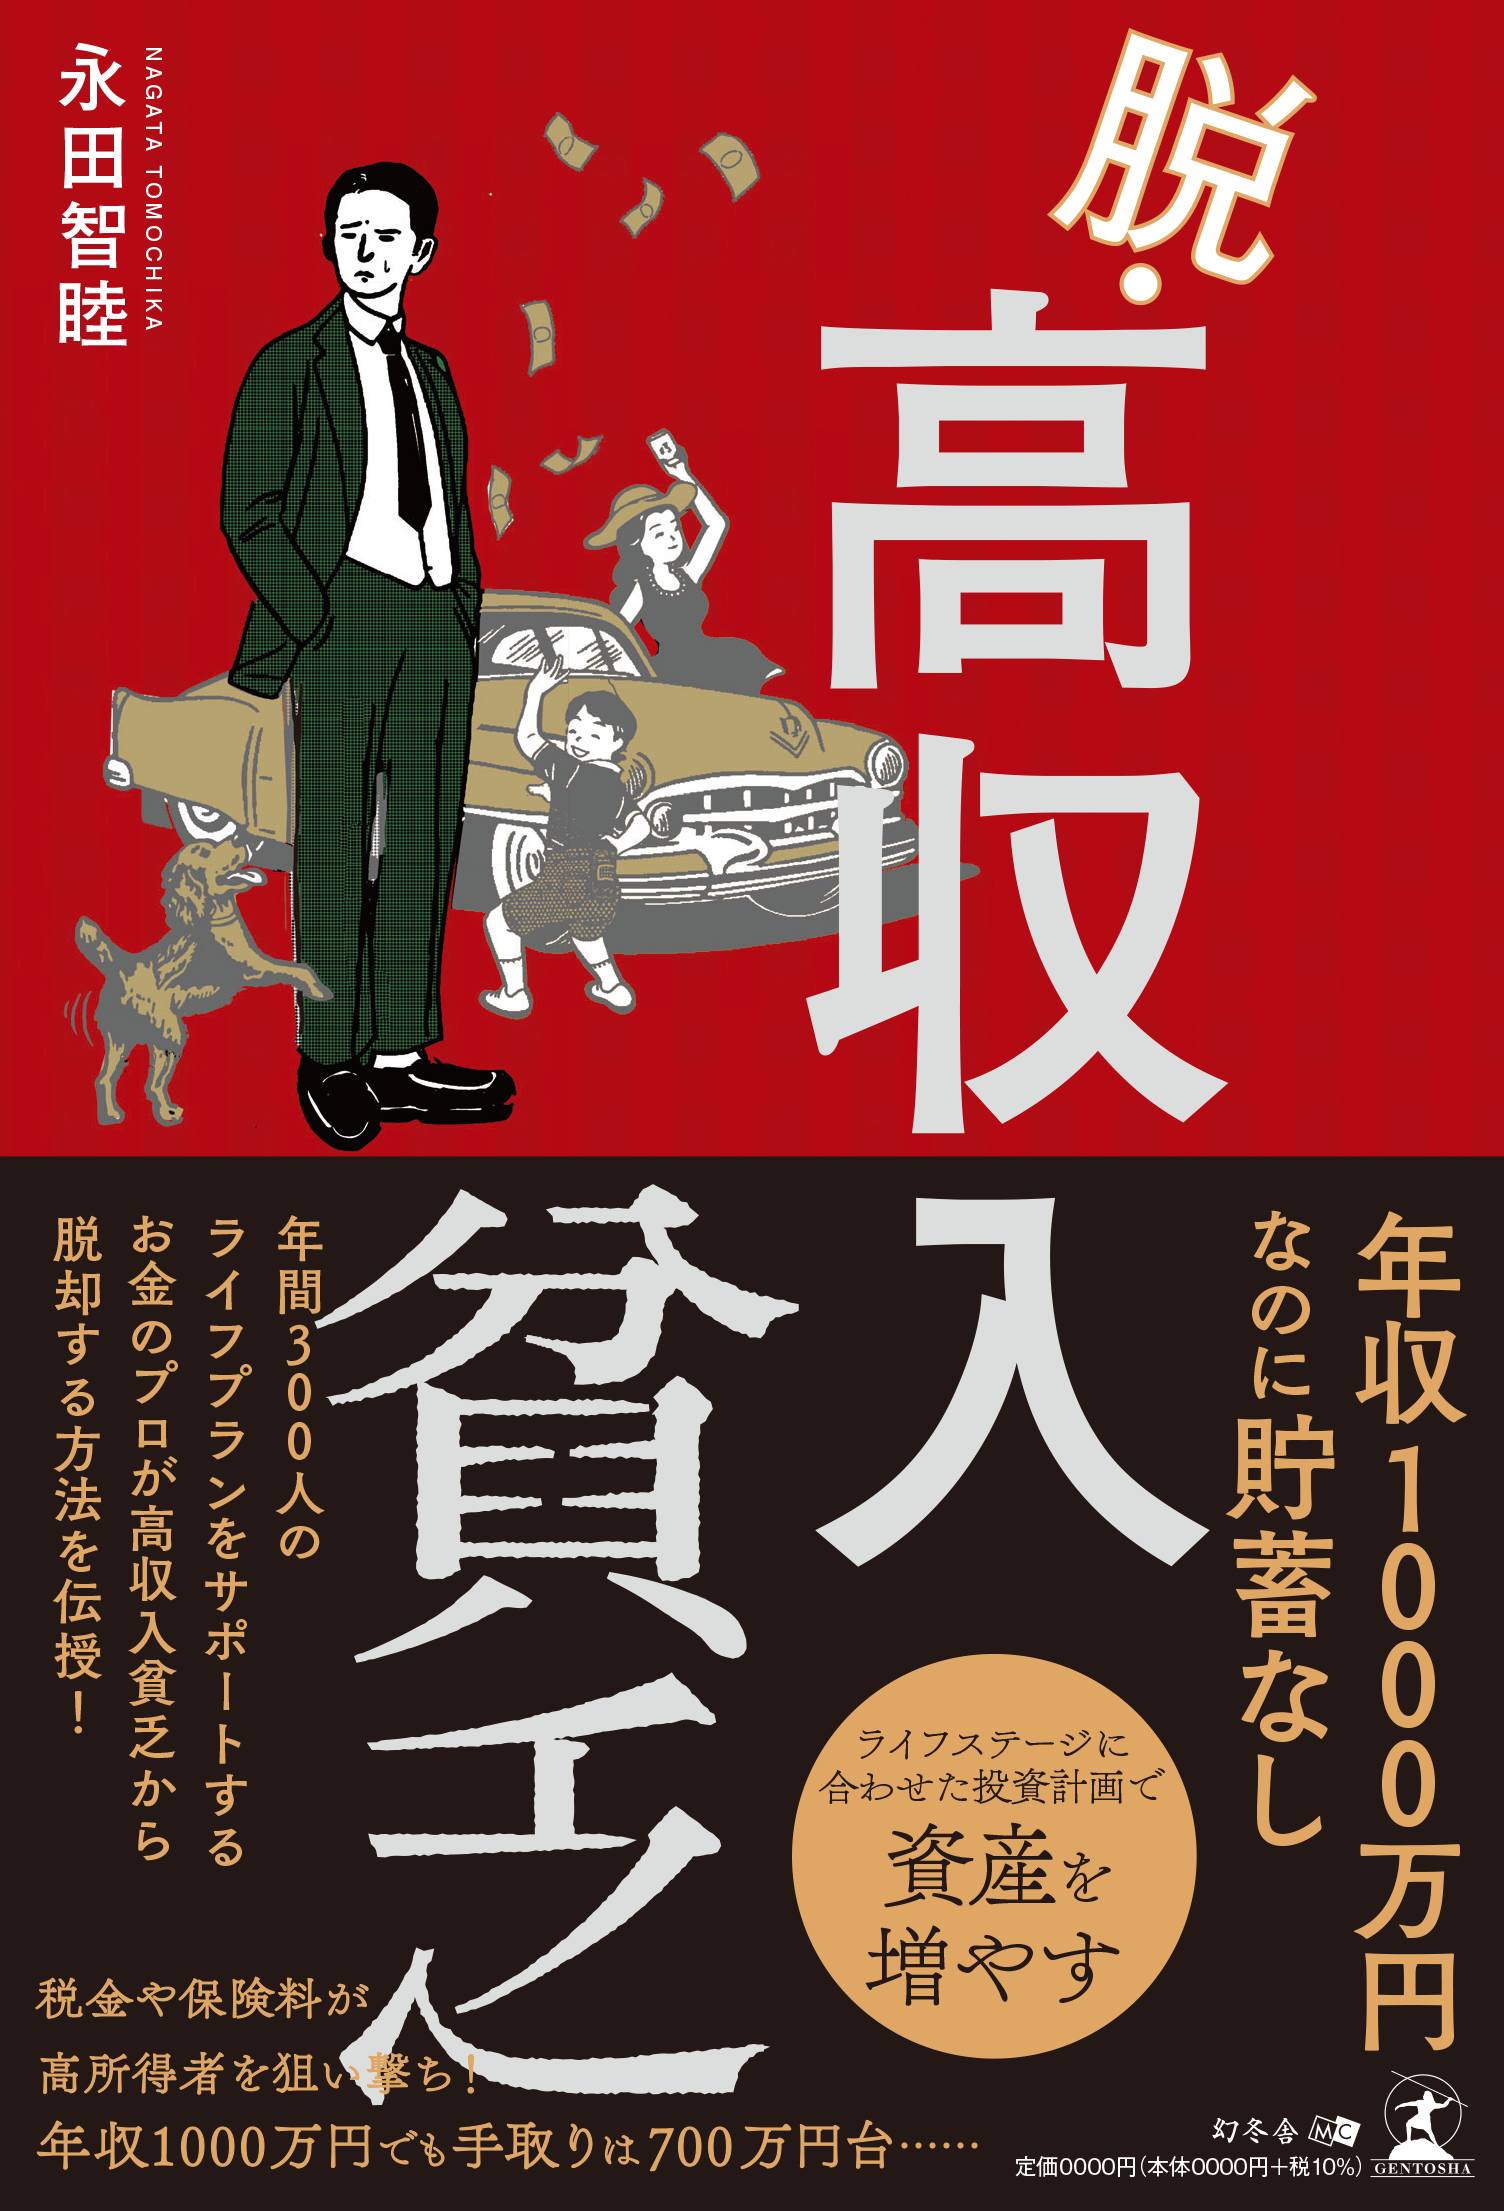 脱・高収入貧乏
永田智睦
NAGATA TOMOCHIKA
年収1000万円
なのに貯蓄なし
ライフステージに
合わせた投資計画で
資産を
増やす
年間300人の
ライフプランをサポートする
お金のプロが高収入貧乏から
脱却する方法を伝授！
税金や保険料が
高所得者を狙い撃ち！
年収1000万円でも手取りは700万円台……
幻冬舎 MC
定価0000円（本体0000円＋税10%）
GENTOSHA